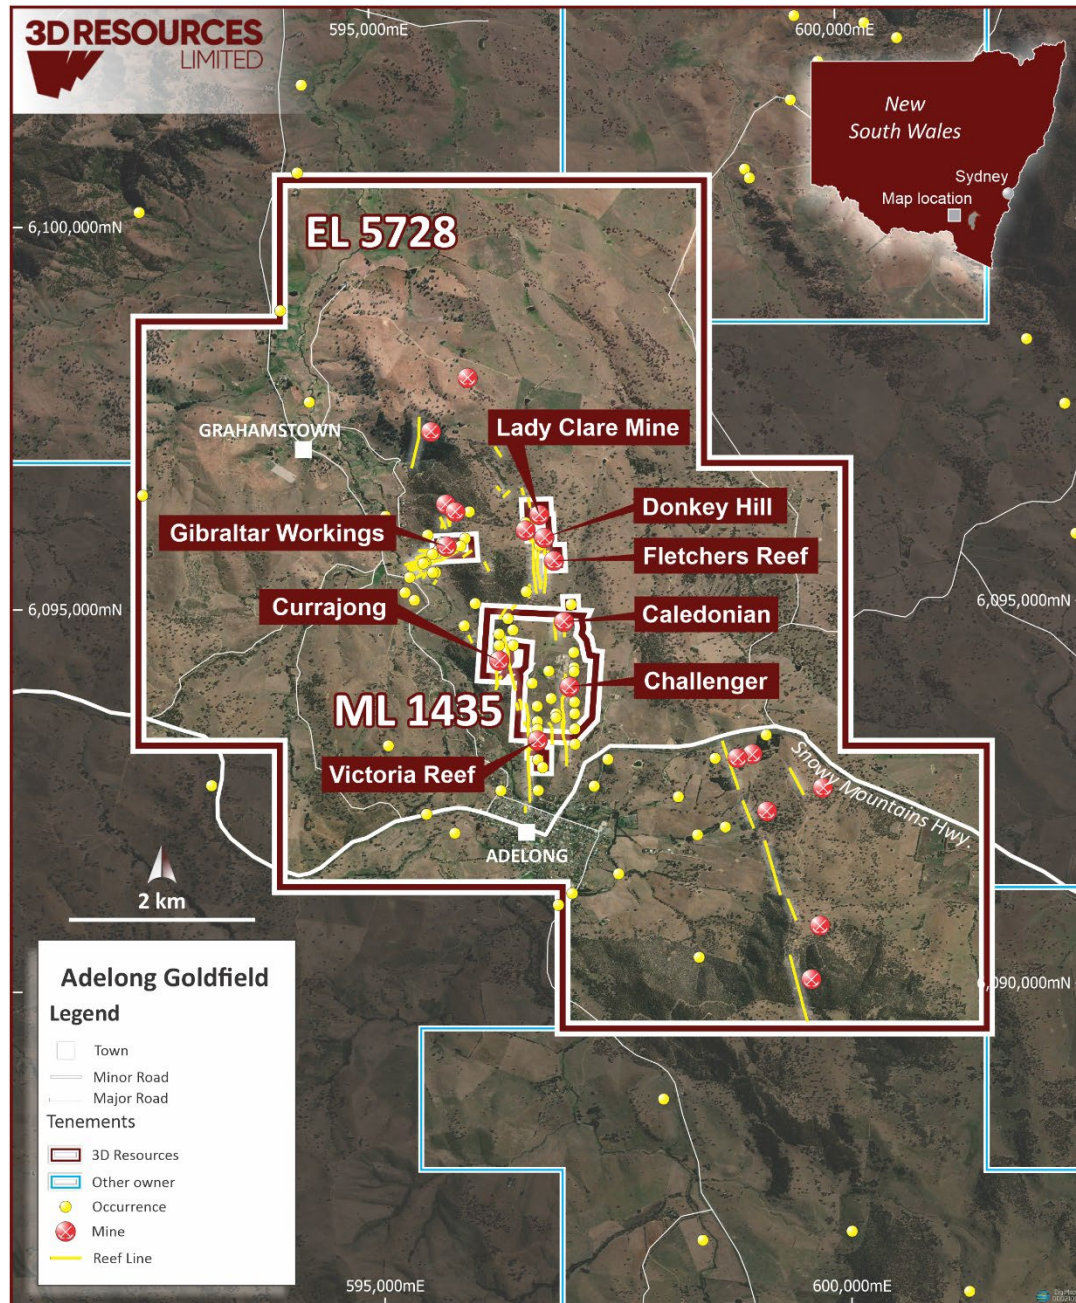 3D RESOURCES
LIMITED
595,000mE
600,000mE
New
South Wales
Sydney
Map location
6,100,000mN
EL 5728
GRAHAMSTOWN
Lady Clare Mine
Donkey Hill
Gibraltar Workings
Fletchers Reef
Currajong
Caledonian
6,095,000mN
6,095,000mN
Challenger
ML 1435
Victoria Reef
Snowy Mountains Hwy.
ADELONG
2 km
6,090,000mN
Adelong Goldfield
Legend
Town
Minor Road
Major Road
Tenements
3D Resources
Other owner
Occurrence
Mine
Reef Line
595,000mE
600,000mE